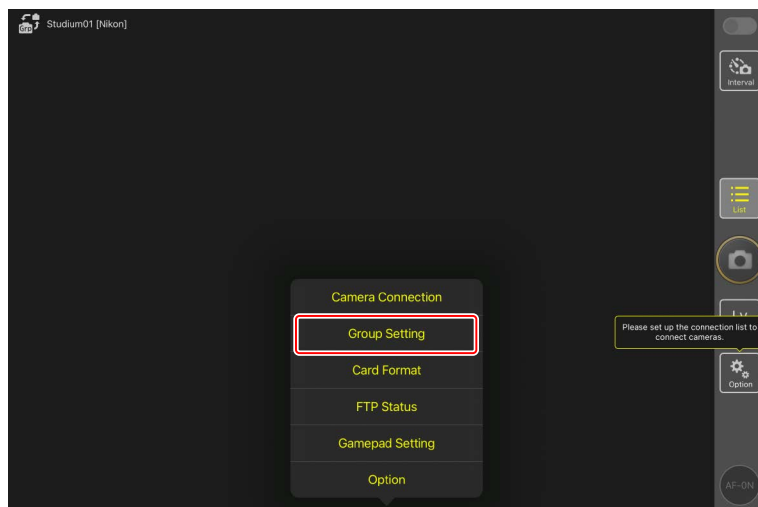 Grp
Studium01 [Nikon]
Interval
List
Camera Connection
Group Setting
Card Format
FTP Status
Gamepad Setting
Option
Please set up the connection list to
connect cameras.
Option
AF-ON